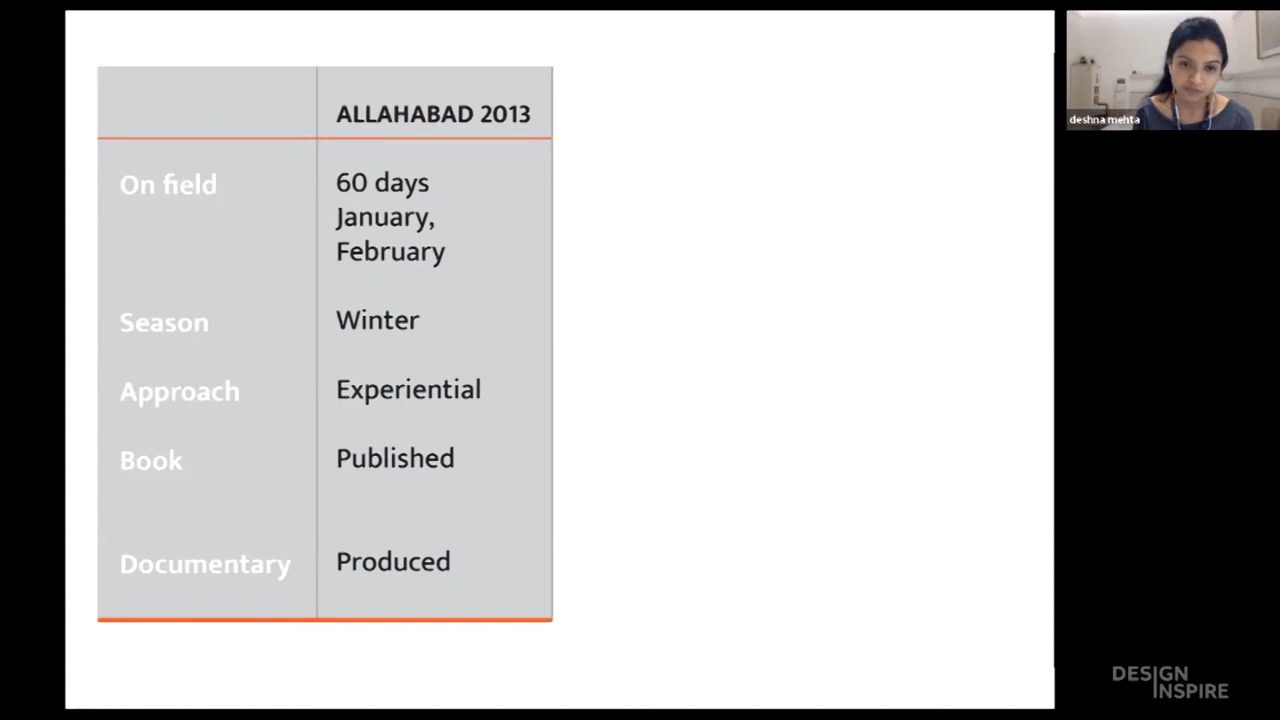 ALLAHABAD 2013
On field
60 days
January,
February
Season
Winter
Approach
Experiential
Book
Published
Documentary
Produced
deshna mehta
DESIGN
INSPIRE